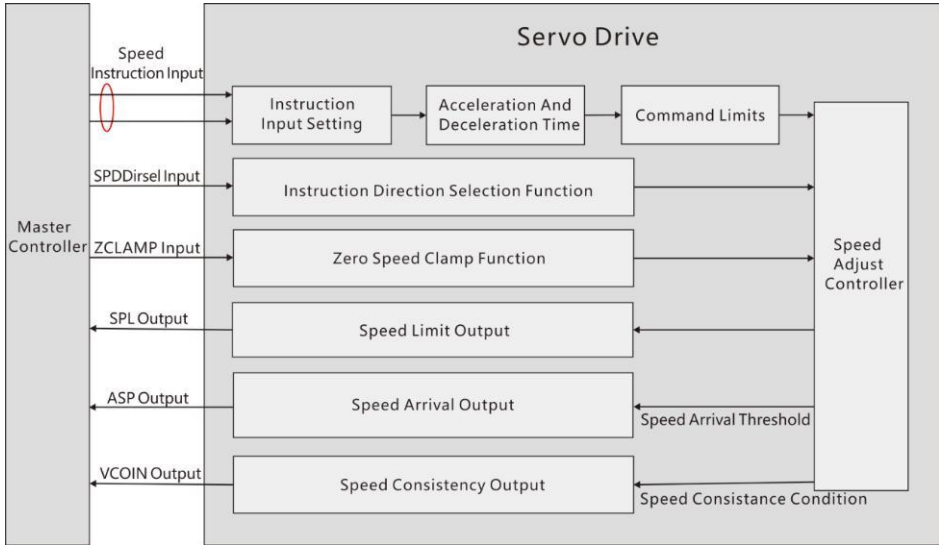 Servo Drive
Speed
Instruction Input
Instruction
Input Setting
Acceleration And
Deceleration Time
Command Limits
SPDDirsel Input
Instruction Direction Selection Function
Master
Controller
ZCLAMP Input
Zero Speed Clamp Function
Speed
Adjust
Controller
SPL Output
Speed Limit Output
ASP Output
Speed Arrival Output
Speed Arrival Threshold
VCOIN Output
Speed Consistency Output
Speed Consistance Condition